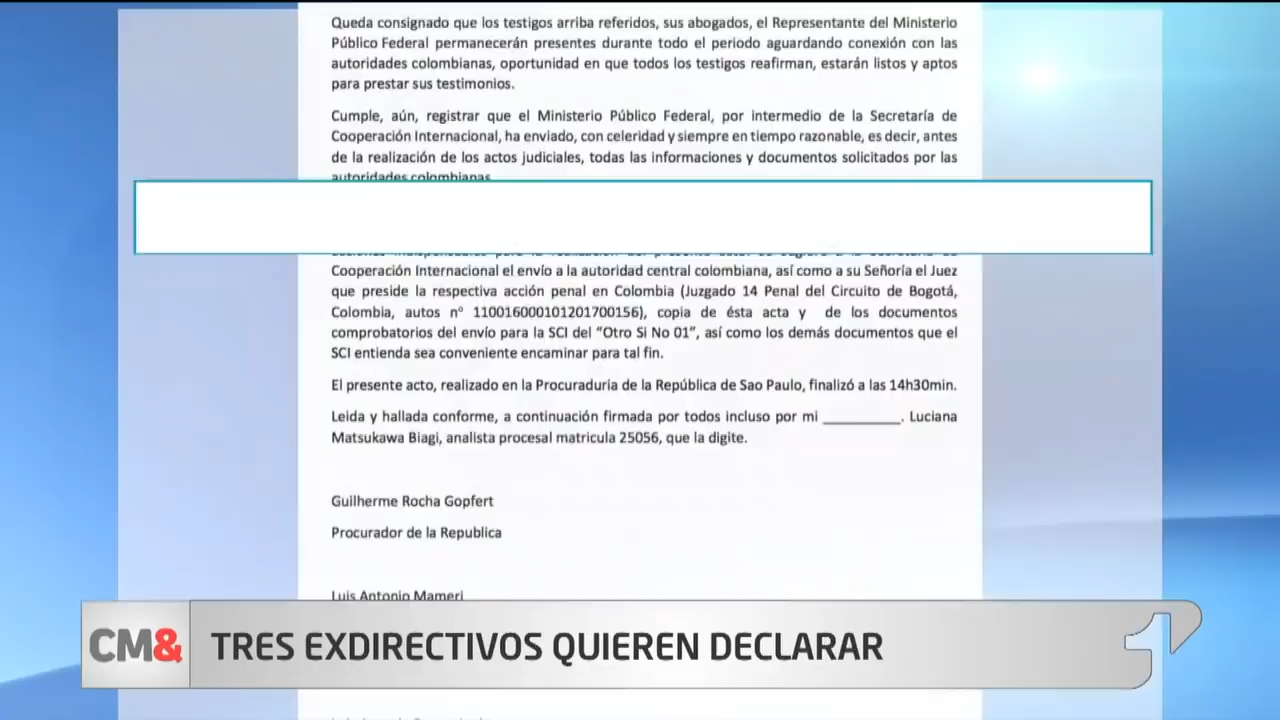 Queda consignado que los testigos arriba referidos, sus abogados, el Representante del Ministerio
Público Federal permanecerán presentes durante todo el periodo aguardando conexión con las
autoridades colombianas, oportunidad en que todos los testigos reafirman, estarán listos y aptos
para prestar sus testimonios.
Cumple, aún, registrar que el Ministerio Público Federal, por intermedio de la Secretaría de
Cooperación Internacional, ha enviado, con celeridad y siempre en tiempo razonable, es decir, antes
de la realización de los actos judiciales, todas las informaciones y documentos solicitados por las
autoridades colombianas.
Cooperación Internacional el envío a la autoridad central colombiana, así como a su Señoría el Juez
que preside la respectiva acción penal en Colombia (Juzgado 14 Penal del Circuito de Bogotá,
Colombia, autos nº 110016000101201700156), copia de ésta acta y de los documentos
comprobatorios del envío para la SCI del “Otro Si No 01”, así como los demás documentos que el
SCI entienda sea conveniente encaminar para tal fin.
El presente acto, realizado en la Procuraduria de la República de Sao Paulo, finalizó a las 14h30min.
Leida y hallada conforme, a continuación firmada por todos incluso por mi __________. Luciana
Matsukawa Biagi, analista procesal matricula 25056, que la digite.
Guilherme Rocha Gopfert
Procurador de la Republica
Luis Antonio Mameri
CM& TRES EXDIRECTIVOS QUIEREN DECLARAR 1